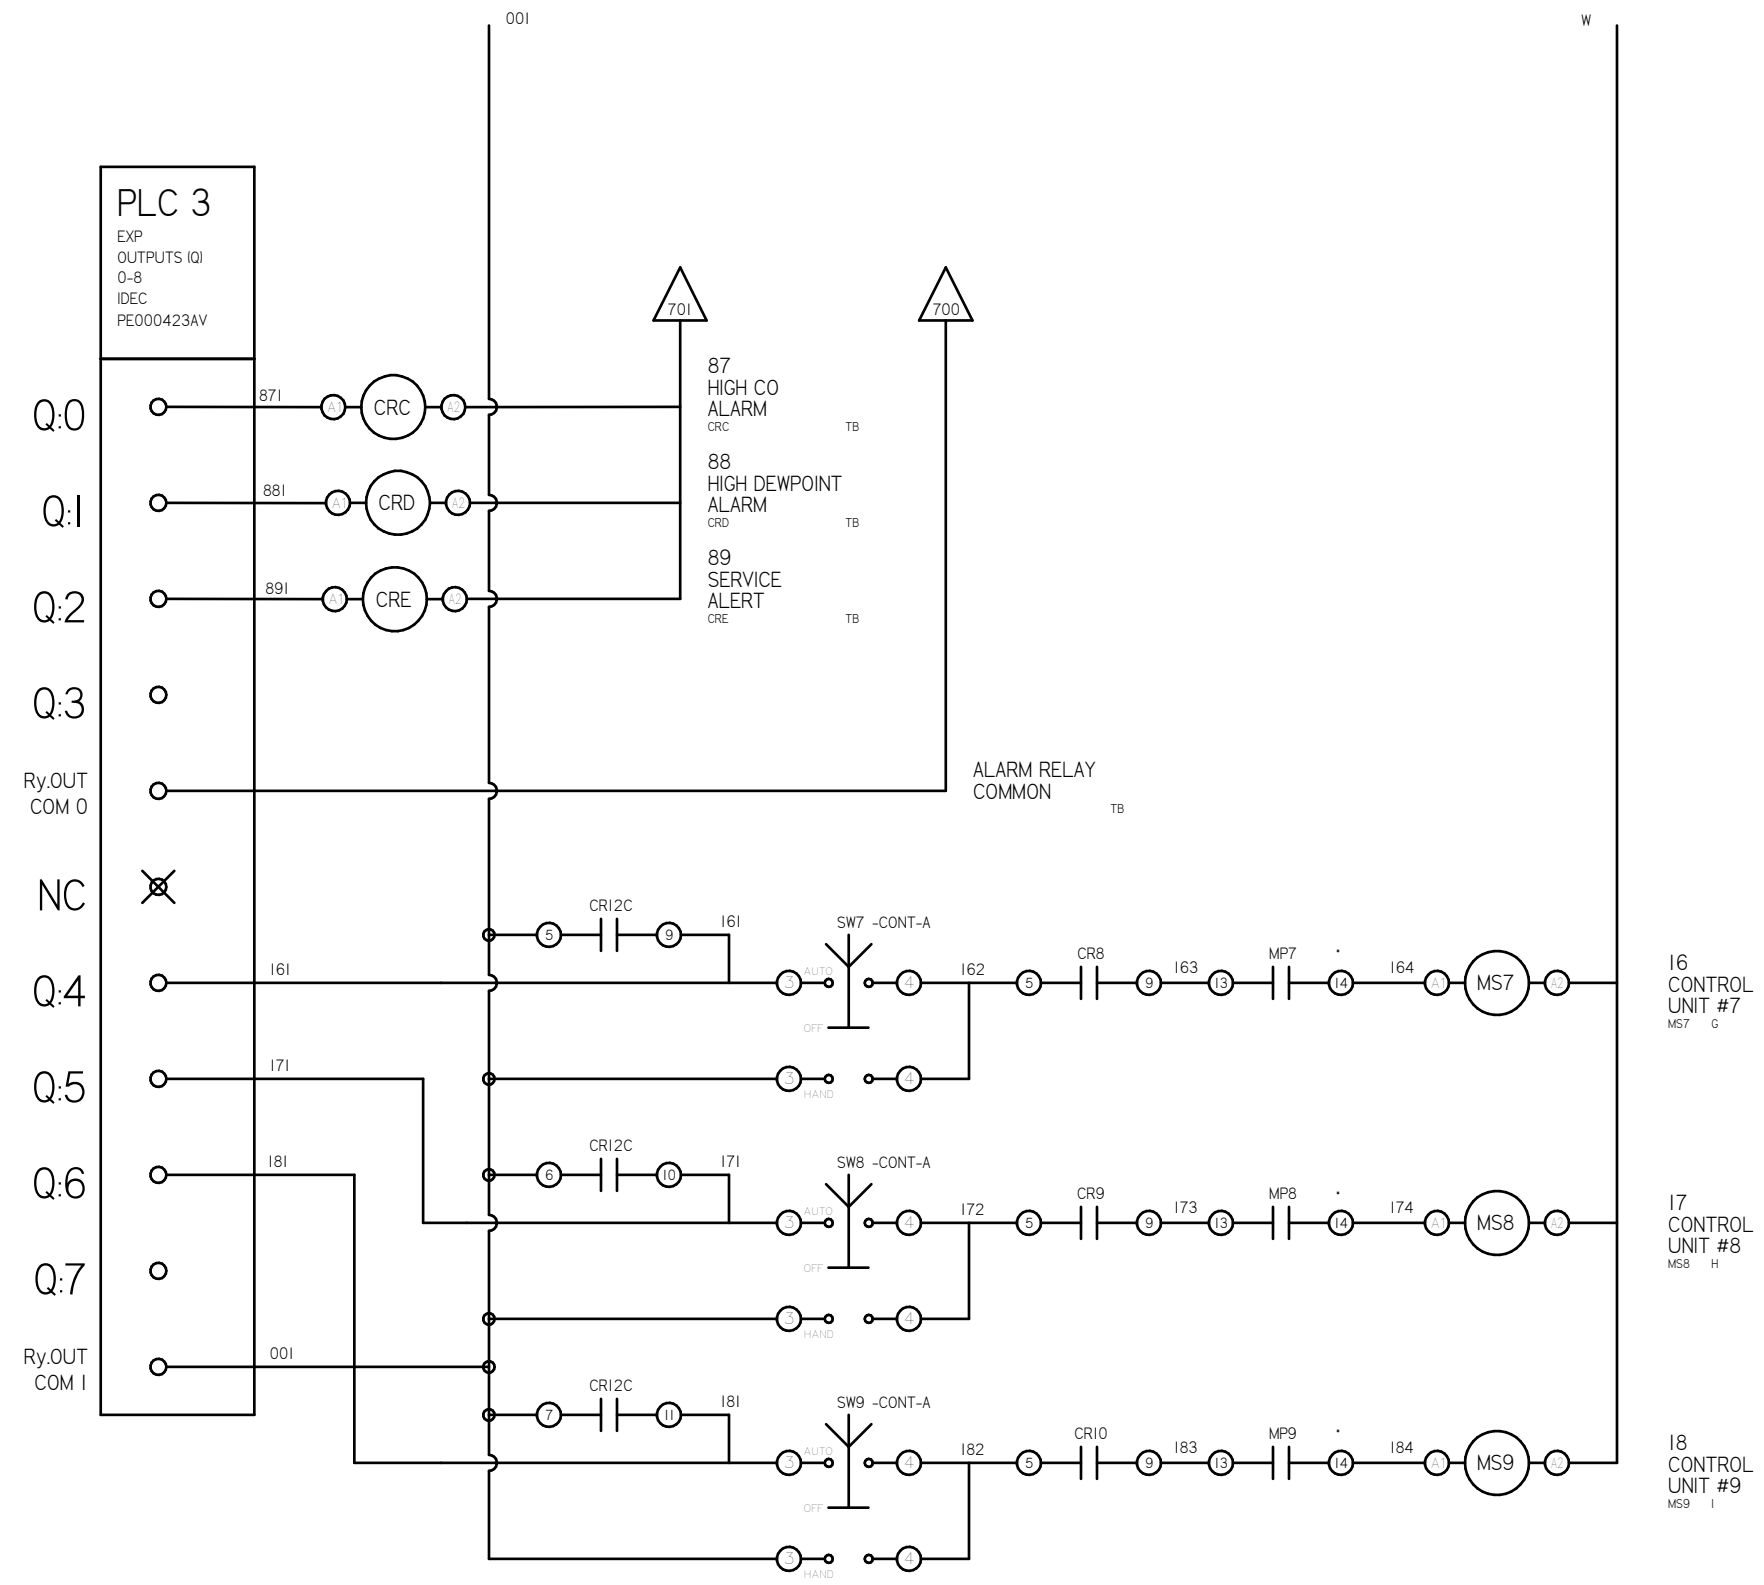 001
W
PLC 3
EXP
OUTPUTS (Q)
0-8
IDEC
PE000423AV
701
700
Q:0
871
A1
CRC
A2
87
HIGH CO
ALARM
CRC TB
Q:1
881
A1
CRD
A2
88
HIGH DEWPOINT
ALARM
CRD TB
Q:2
891
A1
CRE
A2
89
SERVICE
ALERT
CRE TB
Q:3
Ry.OUT
COM 0
ALARM RELAY
COMMON
TB
NC
CR12C
5
9
161
SW7 -CONT-A
Q:4
161
3
AUTO
4
162
5
CR8
9
163
13
MP7
14
164
A1
MS7
A2
16
CONTROL
UNIT #7
MS7 G
OFF
Q:5
171
3
HAND
4
CR12C
6
10
171
SW8 -CONT-A
Q:6
181
3
AUTO
4
172
5
CR9
9
173
13
MP8
14
174
A1
MS8
A2
17
CONTROL
UNIT #8
MS8 H
OFF
Q:7
3
HAND
4
Ry.OUT
COM 1
001
CR12C
7
11
181
SW9 -CONT-A
3
AUTO
4
182
5
CR10
9
183
13
MP9
14
184
A1
MS9
A2
18
CONTROL
UNIT #9
MS9 I
OFF
3
HAND
4